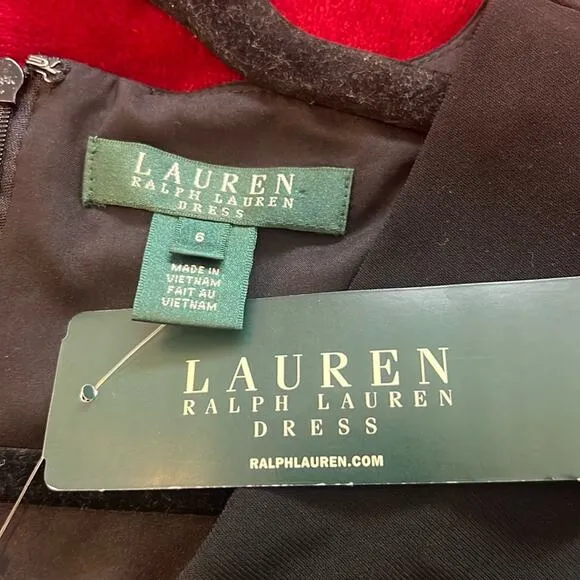 LAUREN
RALPH LAUREN
DRESS
6
MADE IN
VIETNAM
FAIT AU
VIETNAM
LAUREN
RALPH LAUREN
DRESS
RALPHLAUREN.COM